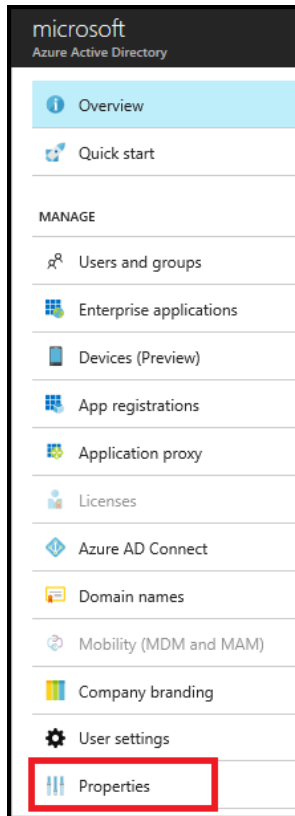 microsoft
Azure Active Directory
Overview
Quick start
MANAGE
Users and groups
Enterprise applications
Devices (Preview)
App registrations
Application proxy
Licenses
Azure AD Connect
Domain names
Mobility (MDM and MAM)
Company branding
User settings
Properties